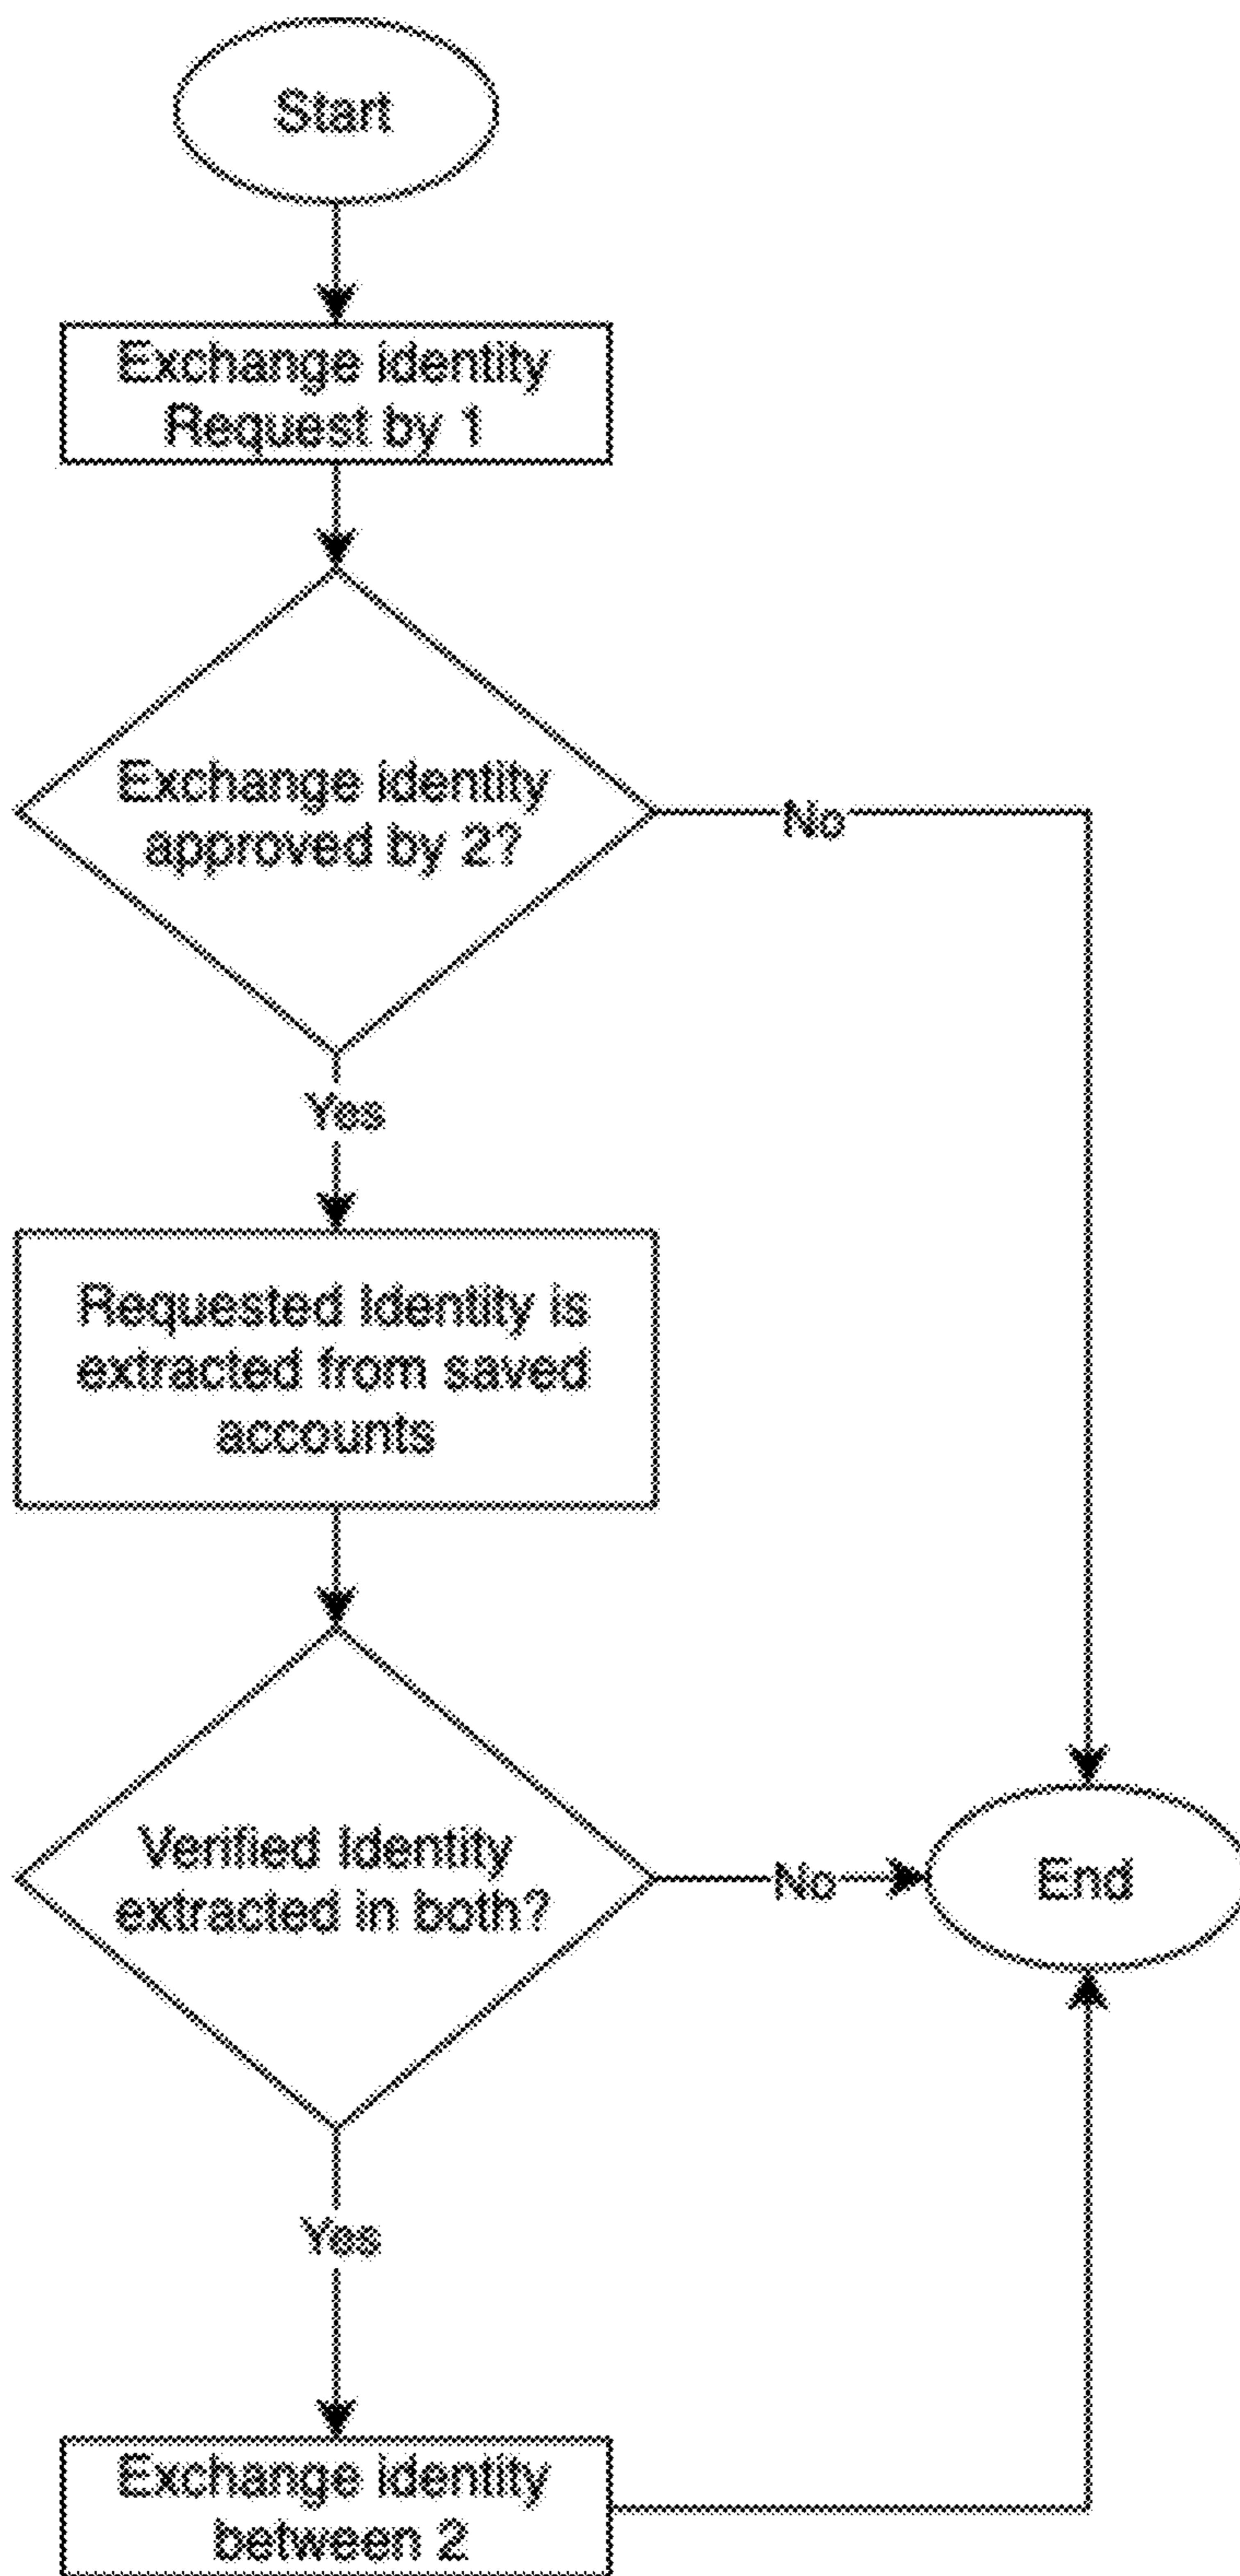 Start
Exchange identity
Request by 1
Exchange identity
approved by 2?
No
Yes
Requested Identity is
extracted from saved
accounts
Verified Identity
extracted in both?
No
End
Yes
Exchange identity
between 2